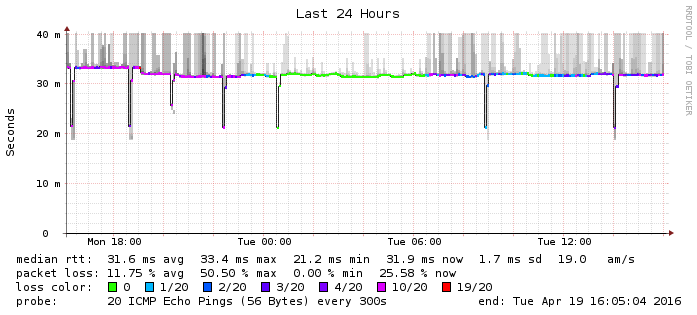 Last 24 Hours
RRDTOOL / TOBI OETIKER
Seconds
40 m
30 m
20 m
10 m
0
Mon 18:00 Tue 00:00 Tue 06:00 Tue 12:00
median rtt: 31.6 ms avg 33.4 ms max 21.2 ms min 31.9 ms now 1.7 ms sd 19.0 am/s
packet loss: 11.75 % avg 50.50 % max 0.00 % min 25.58 % now
loss color: 0 1/20 2/20 3/20 4/20 10/20 19/20
probe: 20 ICMP Echo Pings (56 Bytes) every 300s end: Tue Apr 19 16:05:04 2016